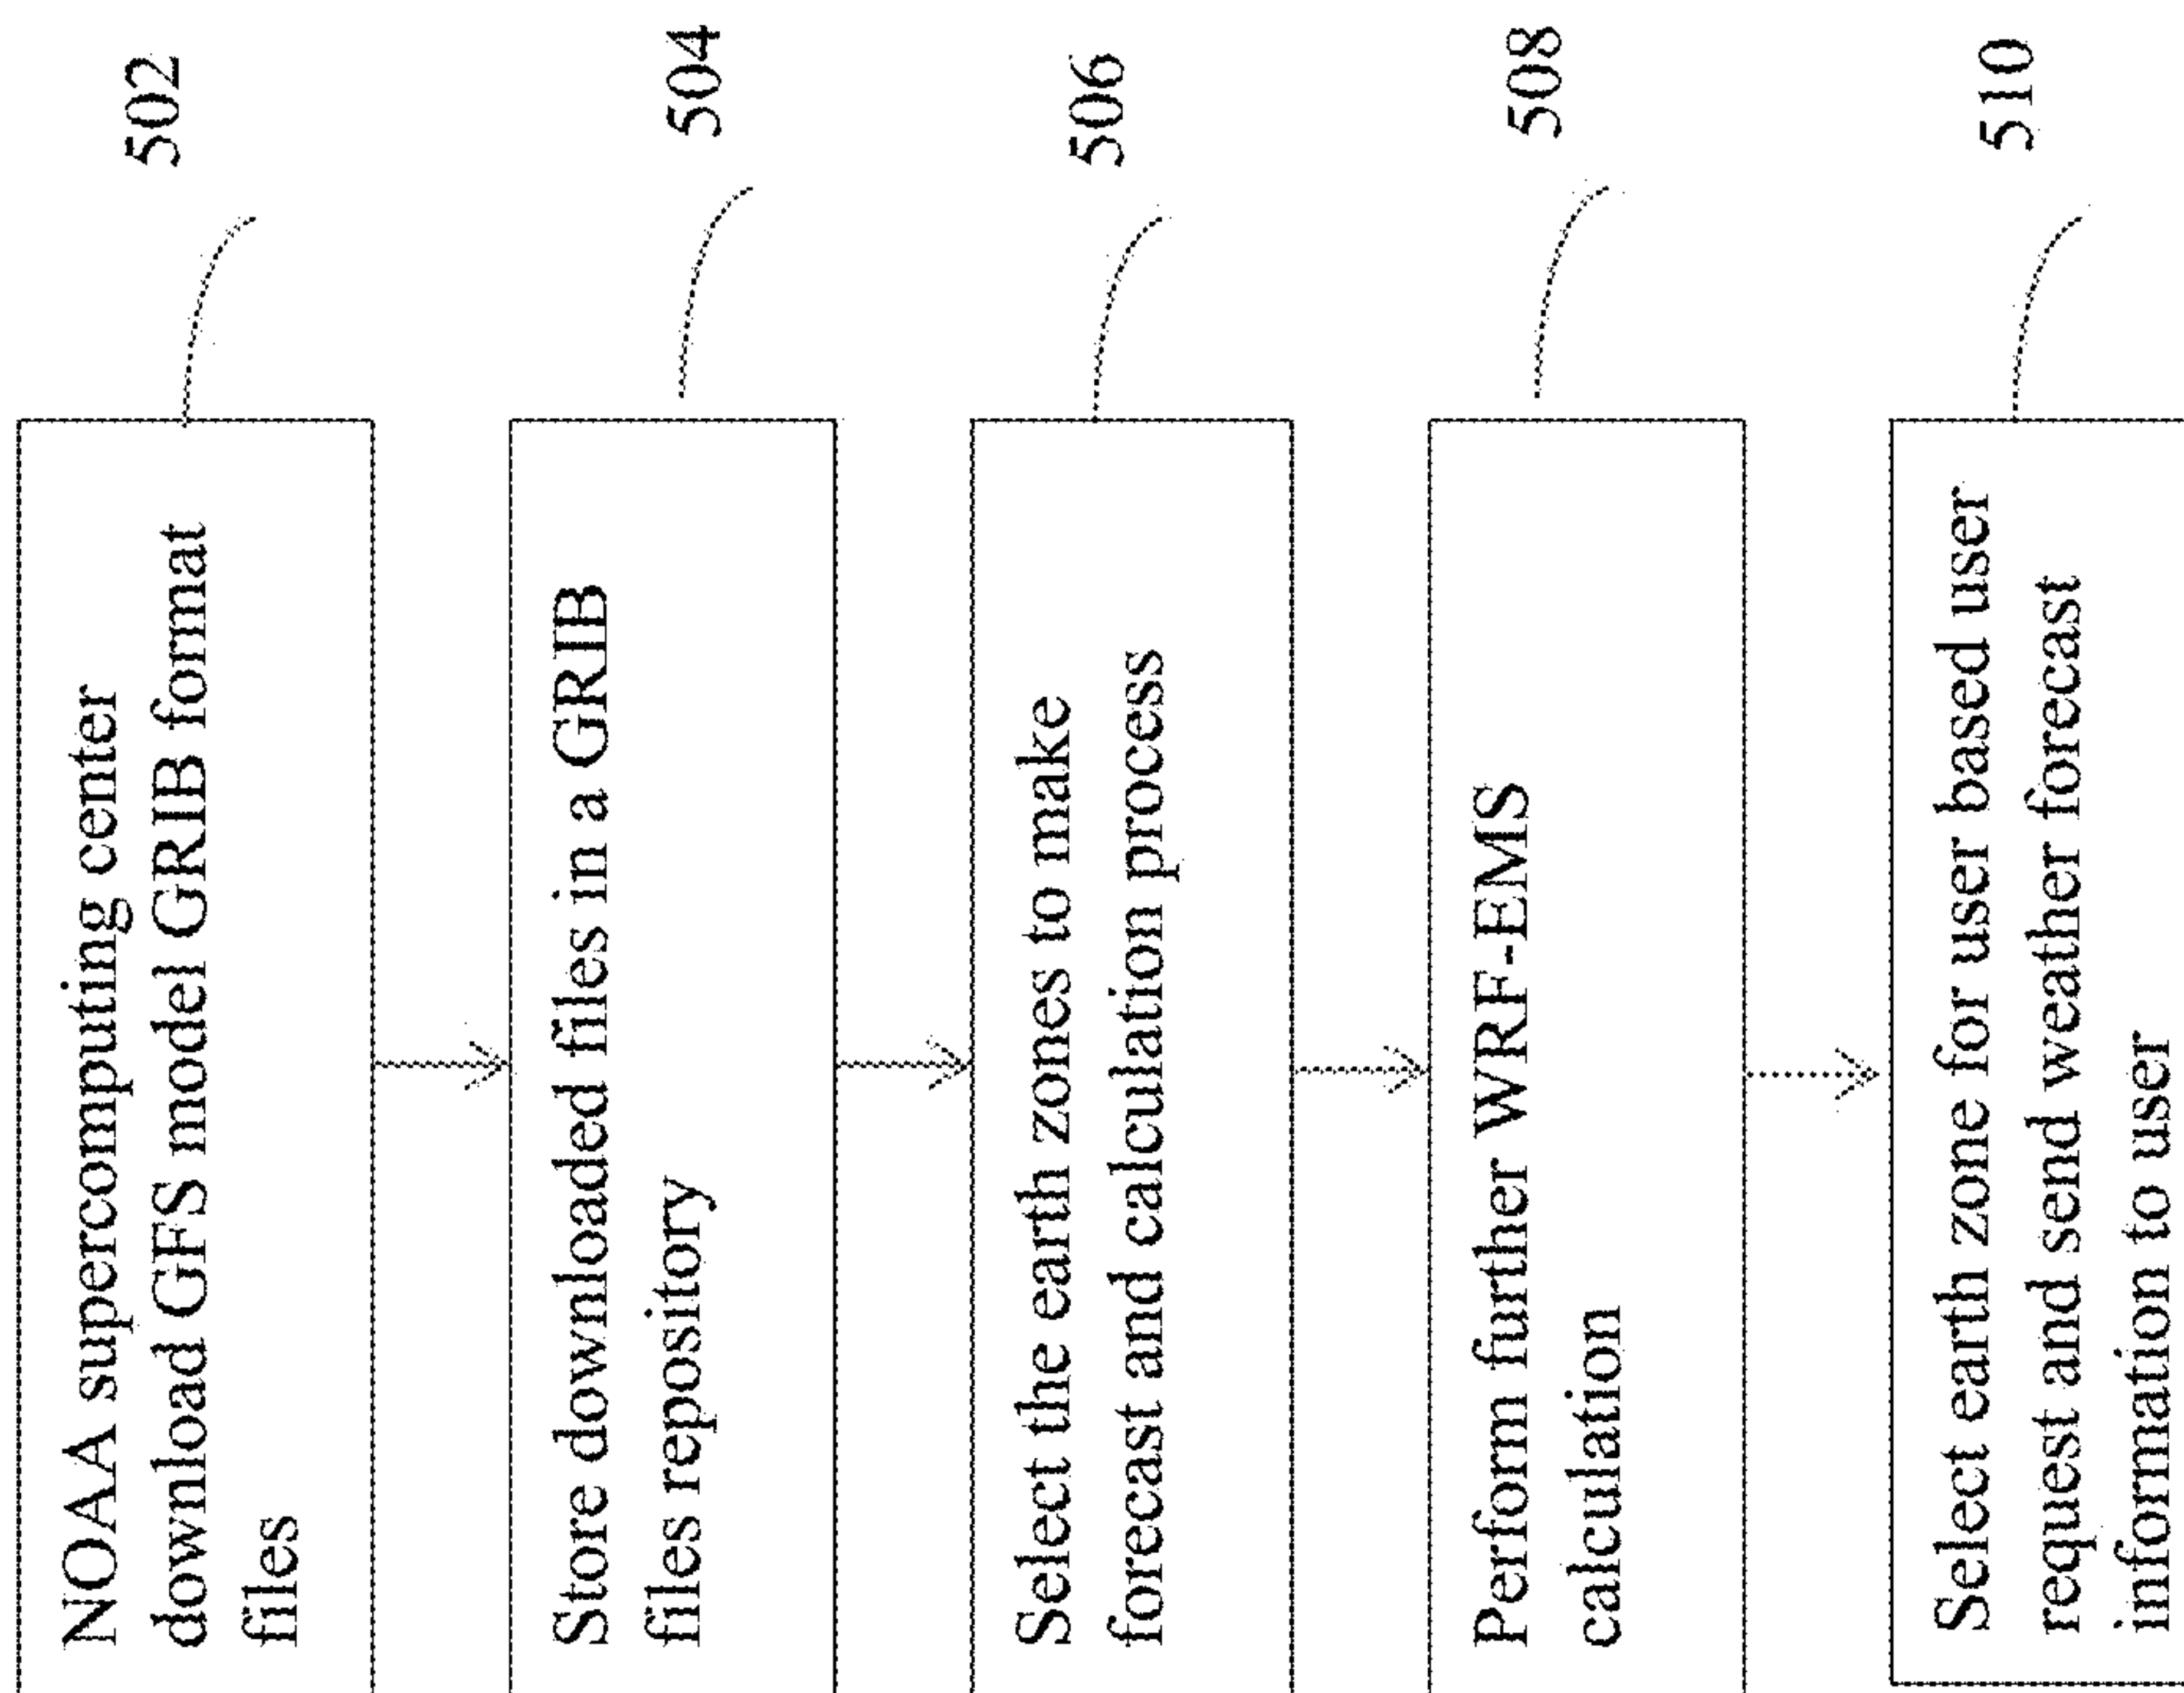 NOAA supercomputing center
download GFS model GRIB format
files
502
Store downloaded files in a GRIB
files repository
504
Select the earth zones to make
forecast and calculation process
506
Perform further WRF-EMS
calculation
508
Select earth zone for user based user
request and send weather forecast
information to user
510